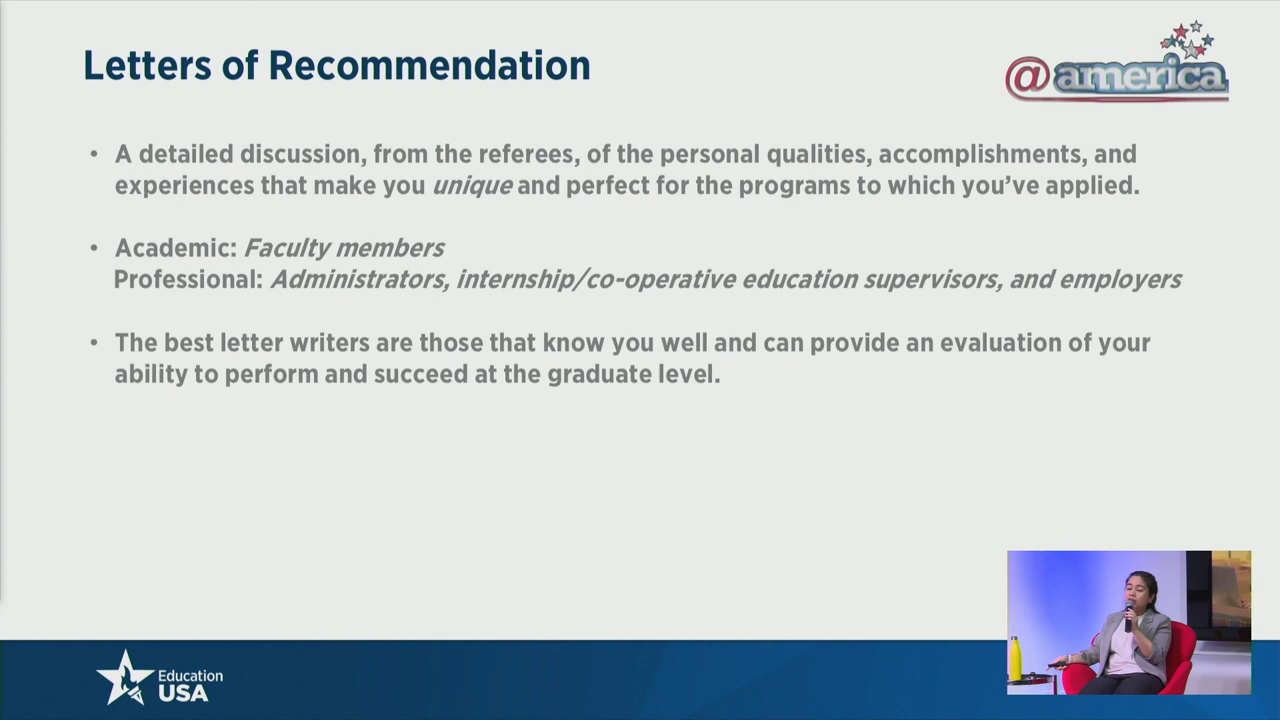 Letters of Recommendation
@america
• A detailed discussion, from the referees, of the personal qualities, accomplishments, and
experiences that make you unique and perfect for the programs to which you’ve applied.
• Academic: Faculty members
Professional: Administrators, internship/co-operative education supervisors, and employers
• The best letter writers are those that know you well and can provide an evaluation of your
ability to perform and succeed at the graduate level.
Education
USA